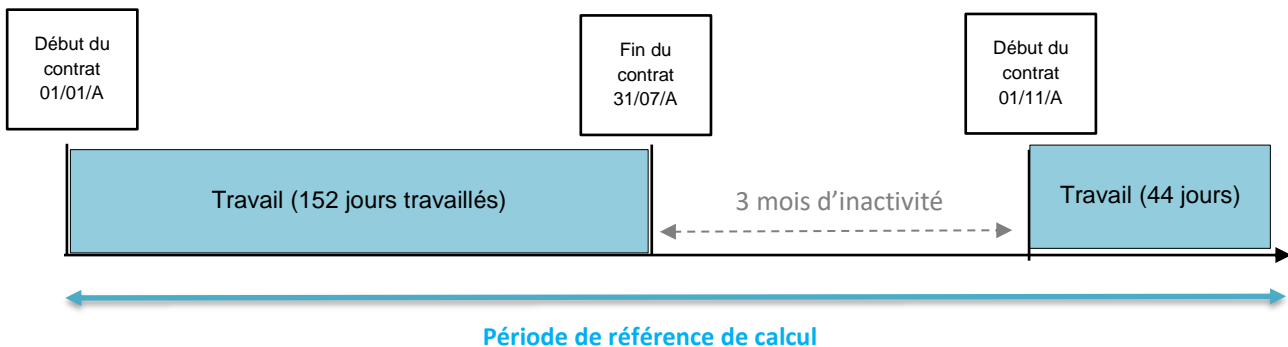 Début du
contrat
01/01/A
Fin du
contrat
31/07/A
Début du
contrat
01/11/A
Travail (152 jours travaillés)
3 mois d’inactivité
Travail (44 jours)
Période de référence de calcul